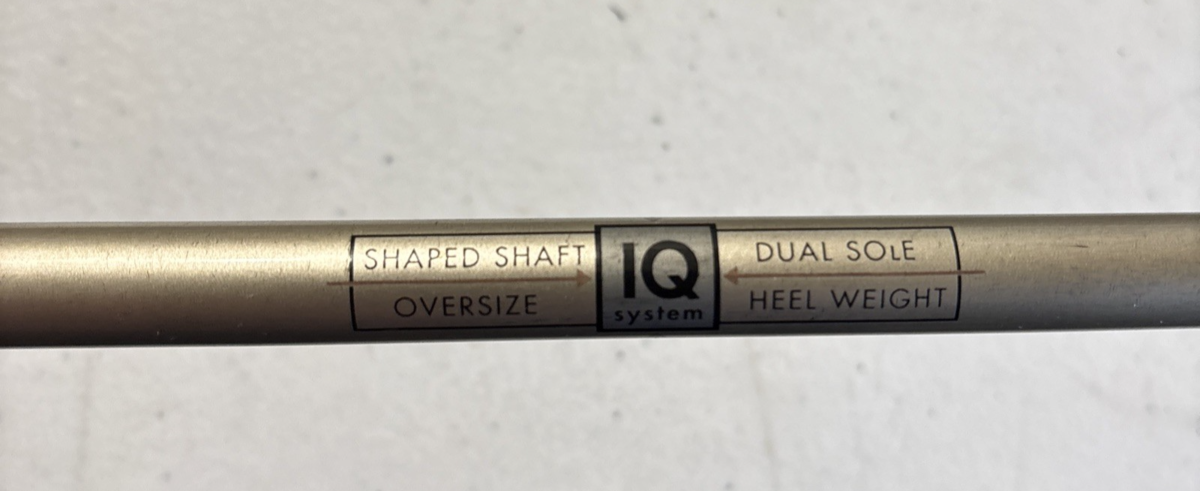 SHAPED SHAFT
OVERSIZE
IQ
system
DUAL SOLE
HEEL WEIGHT